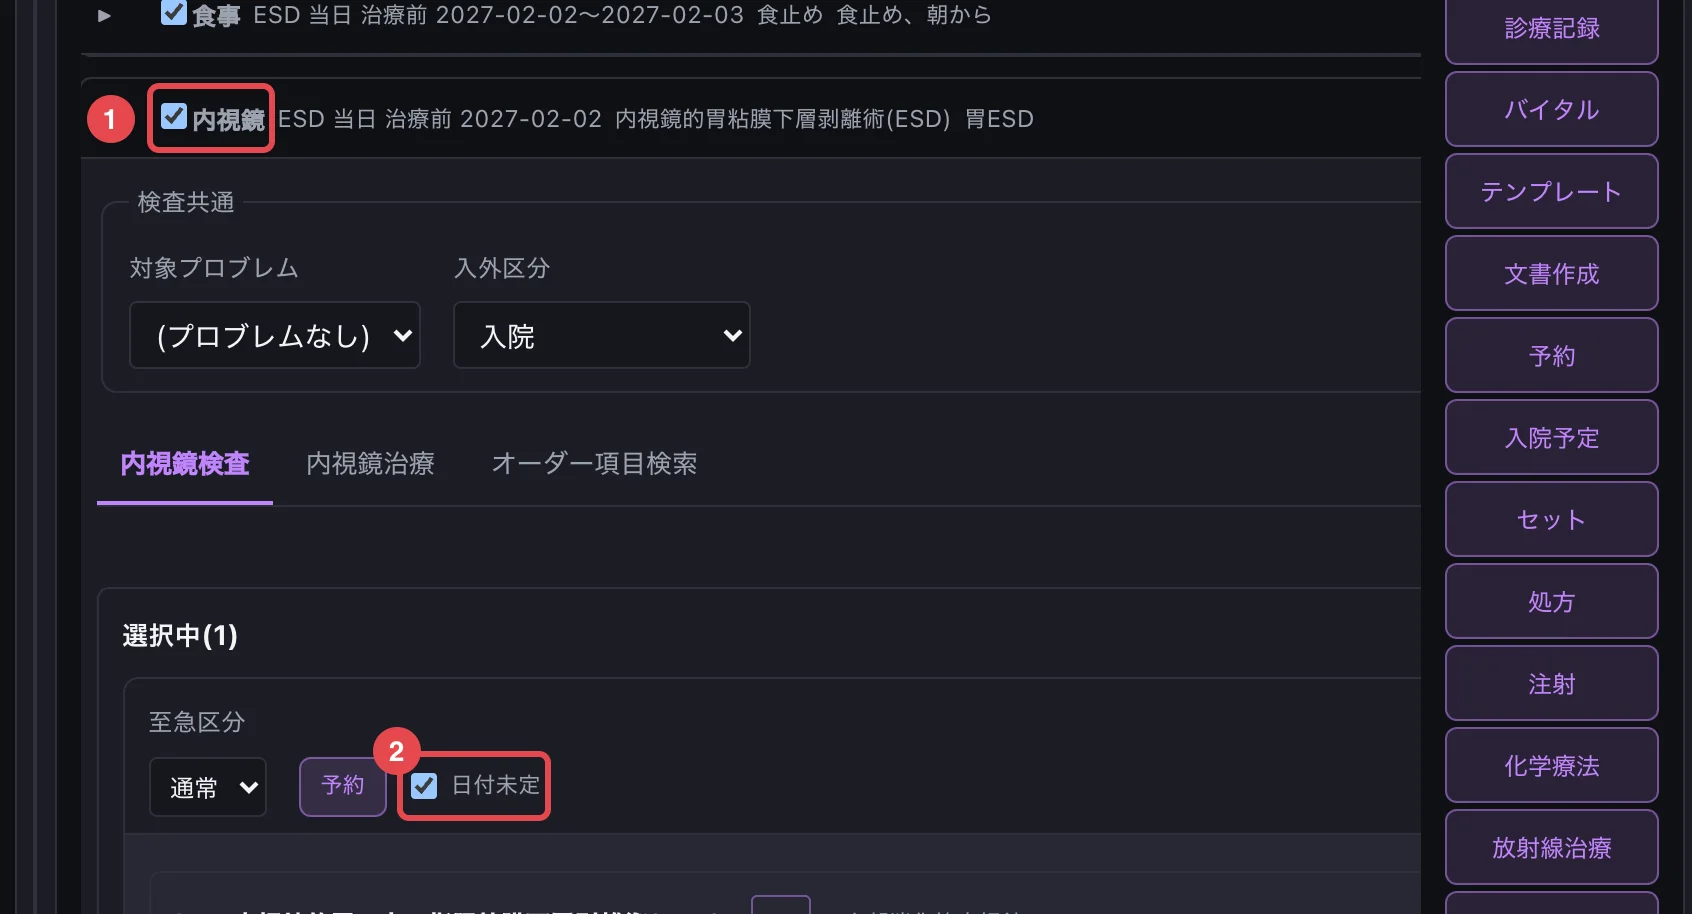 食事 ESD 当日 治療前 2027-02-02〜2027-02-03 食止め 食止め、朝から
1 内視鏡 ESD 当日 治療前 2027-02-02 内視鏡的胃粘膜下層剥離術(ESD) 胃ESD
検査共通
対象プロブレム 入外区分
(プロブレムなし) 入院
内視鏡検査 内視鏡治療 オーダー項目検索
選択中(1)
至急区分
通常 予約 2 日付未定
診療記録
バイタル
テンプレート
文書作成
予約
入院予定
セット
処方
注射
化学療法
放射線治療